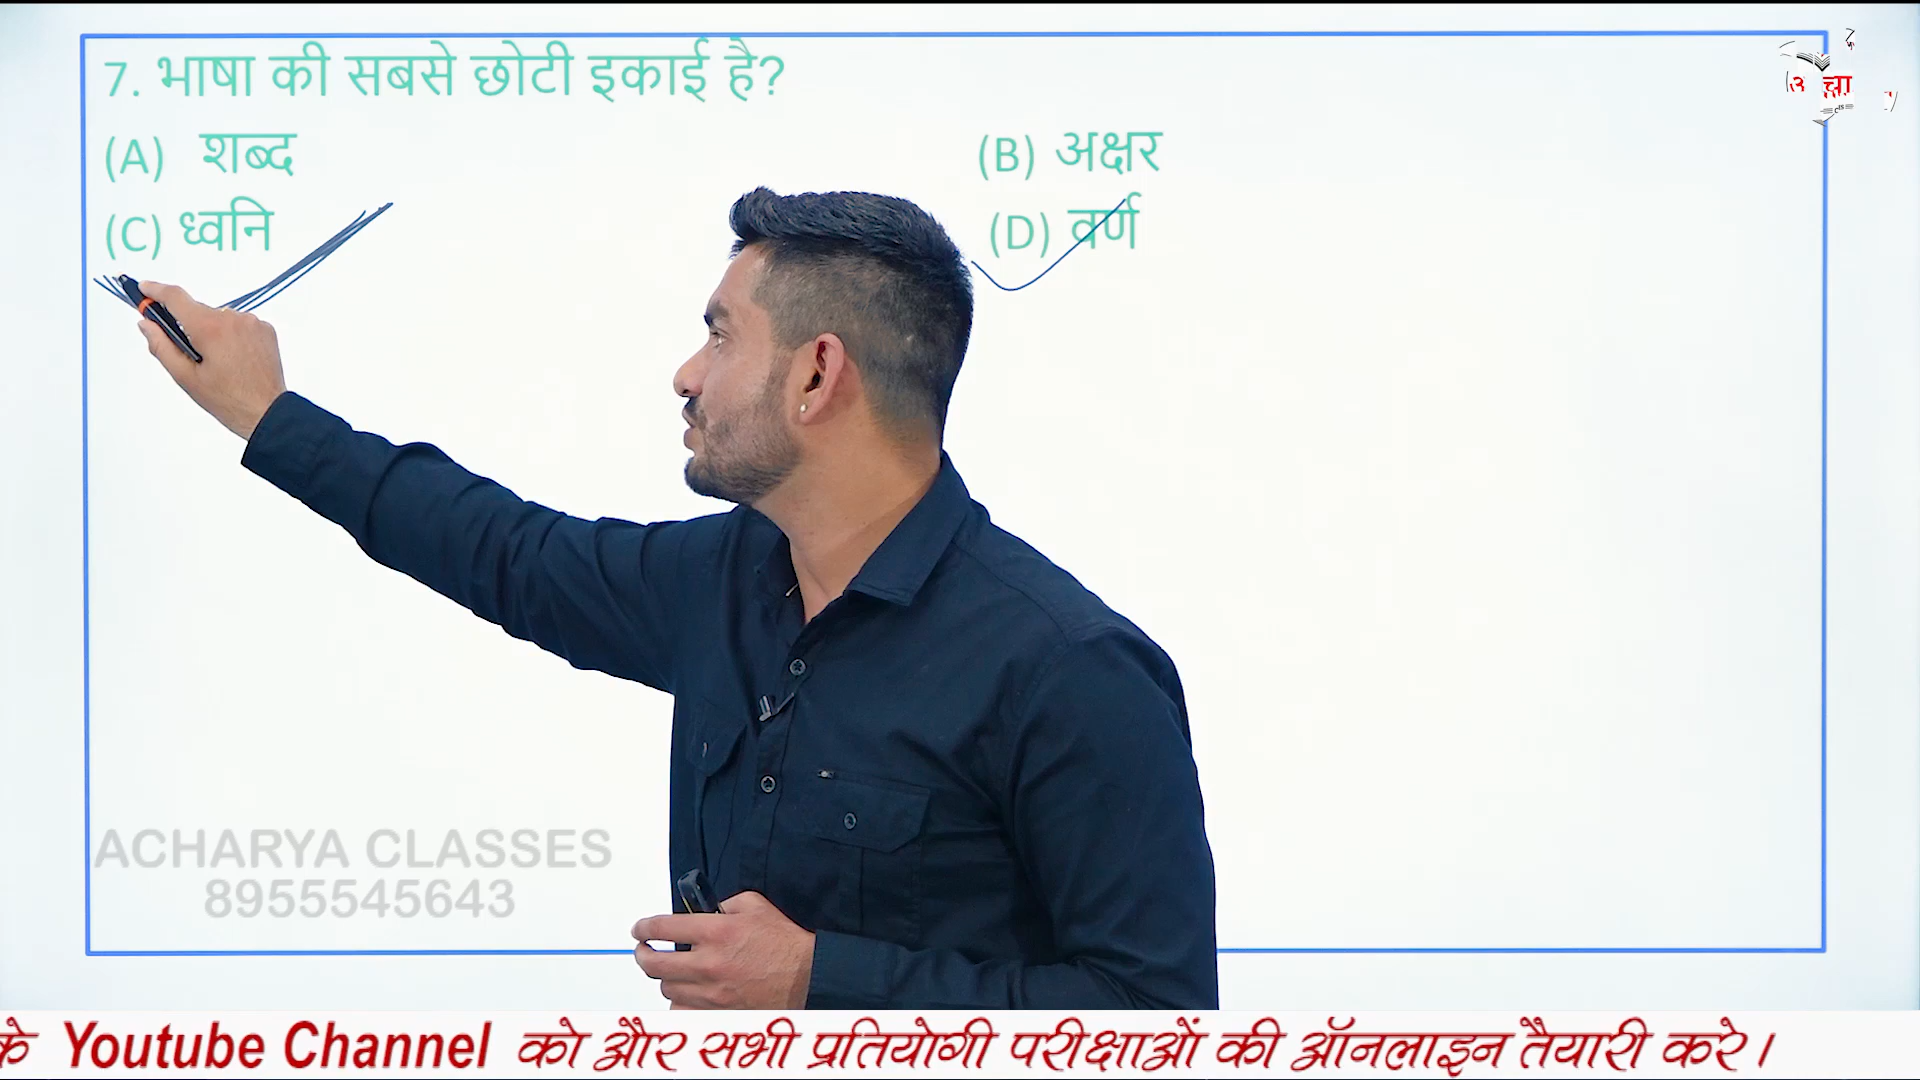 7. भाषा की सबसे छोटी इकाई है?
(A) शब्द
(B) अक्षर
(C) ध्वनि
(D) वर्ण
ACHARYA CLASSES
8955545643
के Youtube Channel को और सभी प्रतियोगी परीक्षाओं की ऑनलाइन तैयारी करे।